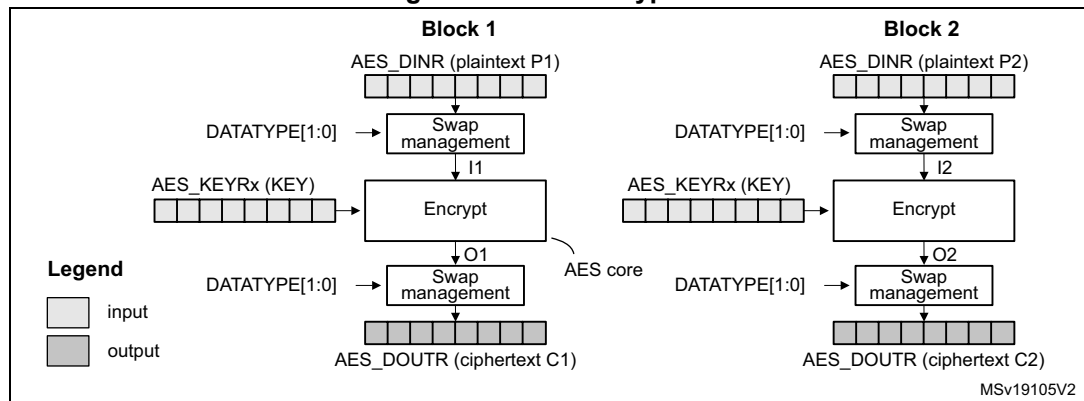 Block 1
AES_DINR (plaintext P1)
DATATYPE[1:0]
Swap
management
I1
AES_KEYRx (KEY)
Encrypt
O1
AES core
DATATYPE[1:0]
Swap
management
AES_DOUTR (ciphertext C1)
Block 2
AES_DINR (plaintext P2)
DATATYPE[1:0]
Swap
management
I2
AES_KEYRx (KEY)
Encrypt
O2
DATATYPE[1:0]
Swap
management
AES_DOUTR (ciphertext C2)
Legend
input
output
MSv19105V2